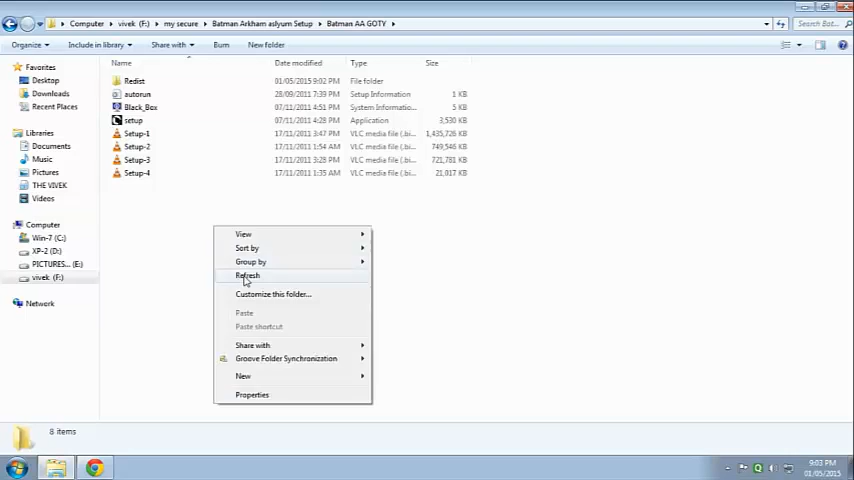 Computer ▸ vivek (F:) ▸ my secure ▸ Batman Arkham aslyum Setup ▸ Batman AA GOTY ▸
Search Bat...
Organize Include in library Share with Burn New folder
Name Date modified Type Size
Favorites
Desktop
Downloads
Recent Places
Libraries
Documents
Music
Pictures
THE VIVEK
Videos
Computer
Win-7 (C:)
XP-2 (D:)
PICTURES... (E:)
vivek (F:)
Network
Redist 01/05/2015 9:02 PM File folder
autorun 28/09/2011 7:39 PM Setup Information 1 KB
Black_Box 07/11/2011 4:51 PM System Informatio... 5 KB
setup 07/11/2011 4:28 PM Application 3,530 KB
Setup-1 17/11/2011 3:47 PM VLC media file (.bi... 1,435,726 KB
Setup-2 17/11/2011 1:54 AM VLC media file (.bi... 749,546 KB
Setup-3 17/11/2011 3:28 PM VLC media file (.bi... 721,781 KB
Setup-4 17/11/2011 1:35 AM VLC media file (.bi... 21,017 KB
View
Sort by
Group by
Refresh
Customize this folder...
Paste
Paste shortcut
Share with
Groove Folder Synchronization
New
Properties
8 items
9:03 PM
01/05/2015